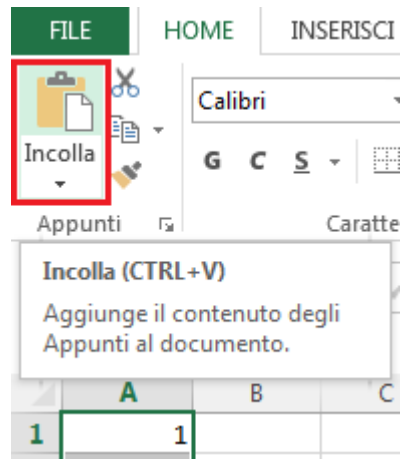 FILE HOME INSERISCI
Calibri
Incolla
G C S
Appunti Caratte
Incolla (CTRL+V)
Aggiunge il contenuto degli
Appunti al documento.
A B C
1 1